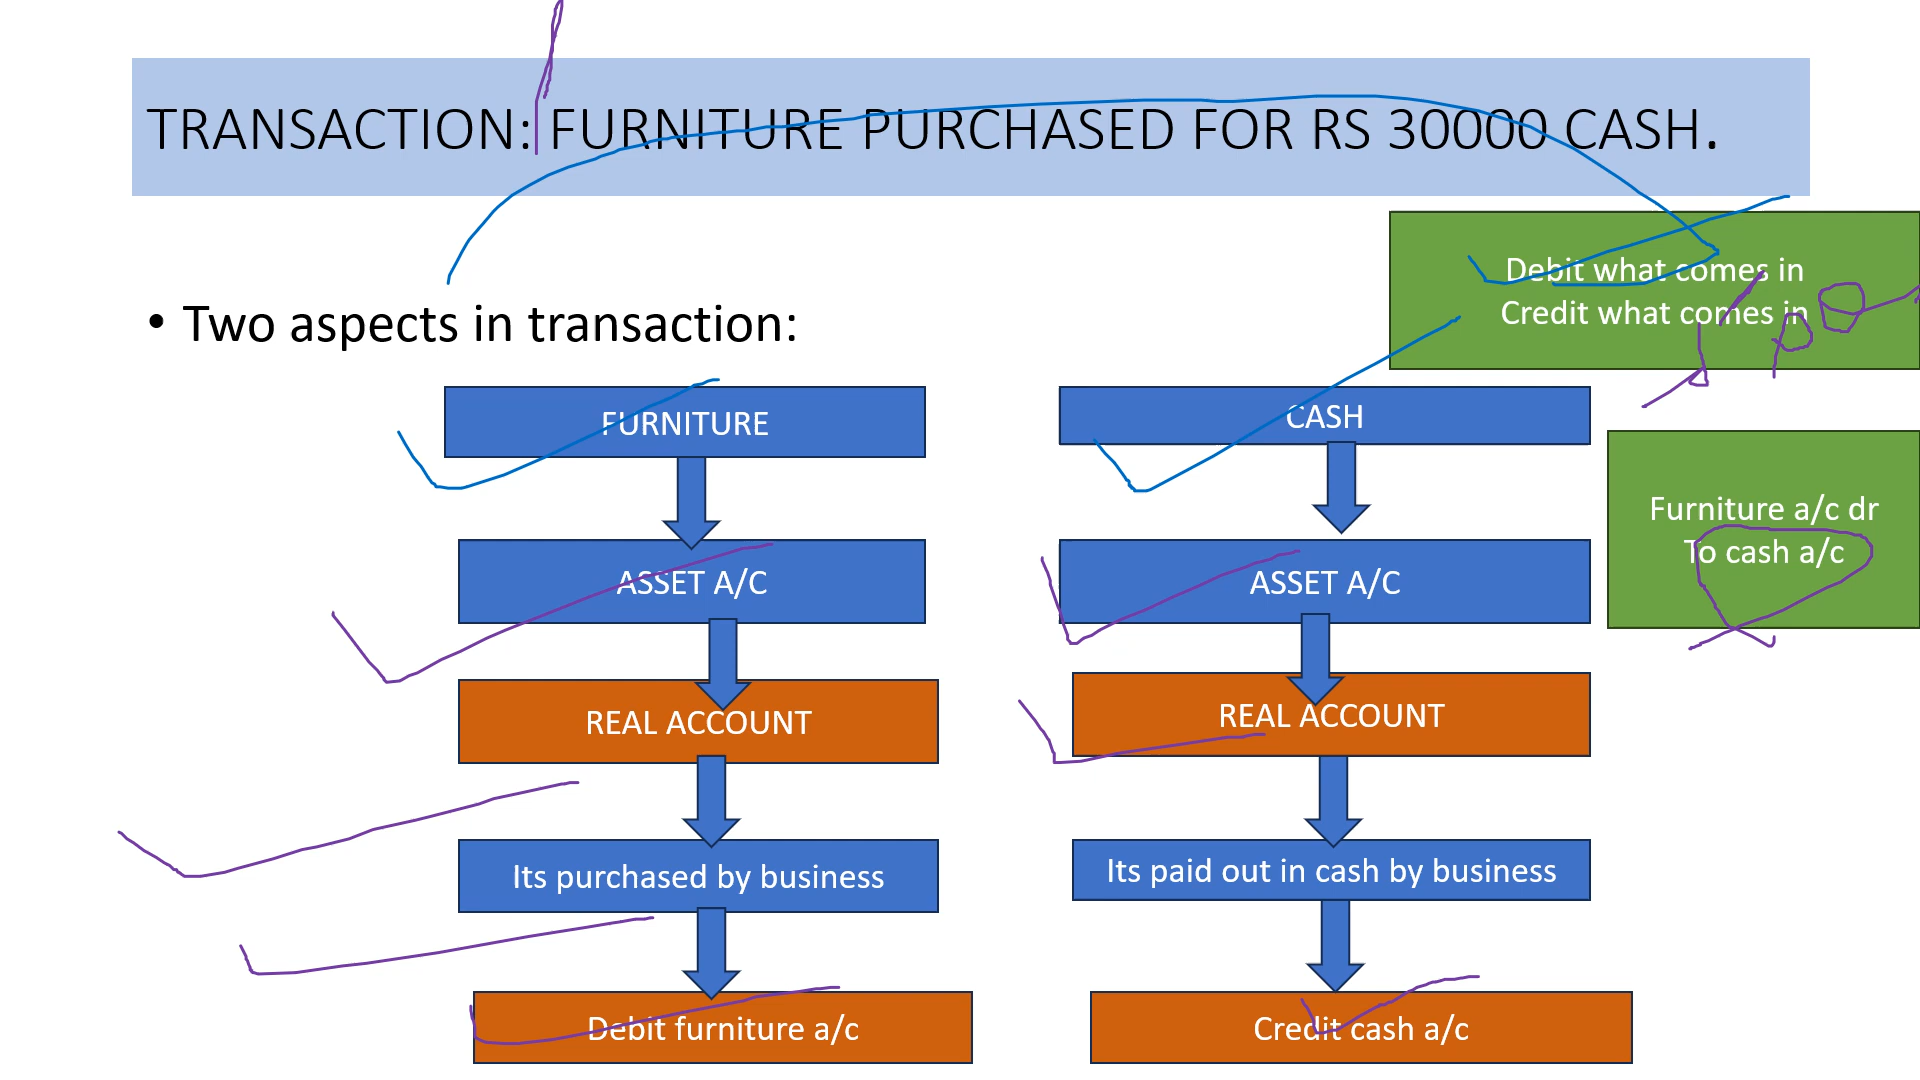 TRANSACTION: FURNITURE PURCHASED FOR RS 30000 CASH.
Debit what comes in
Credit what comes in
• Two aspects in transaction:
FURNITURE
CASH
Furniture a/c dr
To cash a/c
ASSET A/C
ASSET A/C
REAL ACCOUNT
REAL ACCOUNT
Its purchased by business
Its paid out in cash by business
Debit furniture a/c
Credit cash a/c